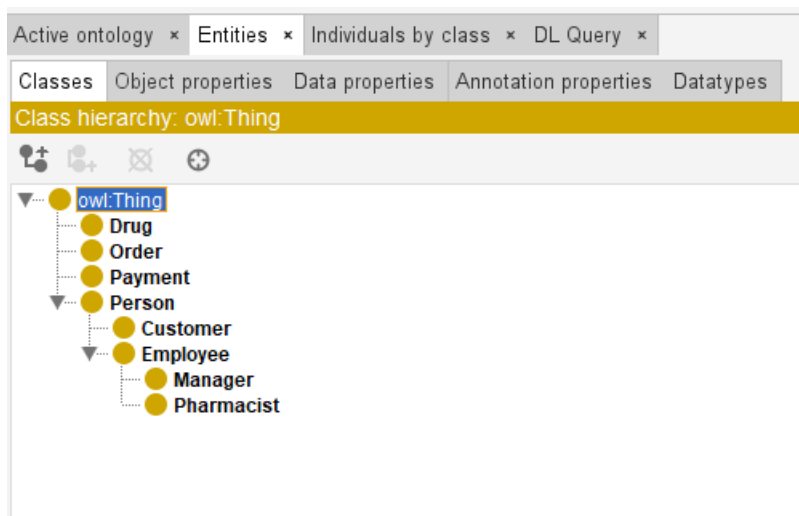 Active ontology × Entities × Individuals by class × DL Query ×
Classes Object properties Data properties Annotation properties Datatypes
Class hierarchy: owl:Thing
owl:Thing
Drug
Order
Payment
Person
Customer
Employee
Manager
Pharmacist